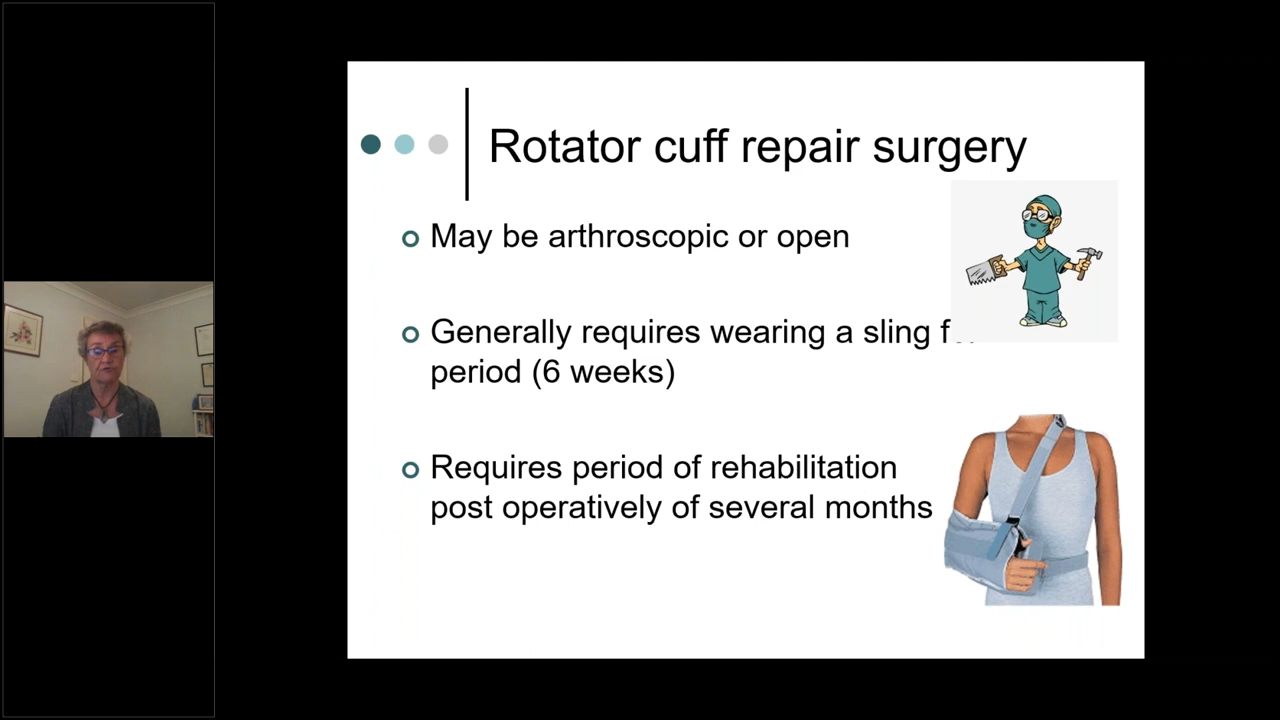 Rotator cuff repair surgery
May be arthroscopic or open
Generally requires wearing a sling
period (6 weeks)
Requires period of rehabilitation
post operatively of several months